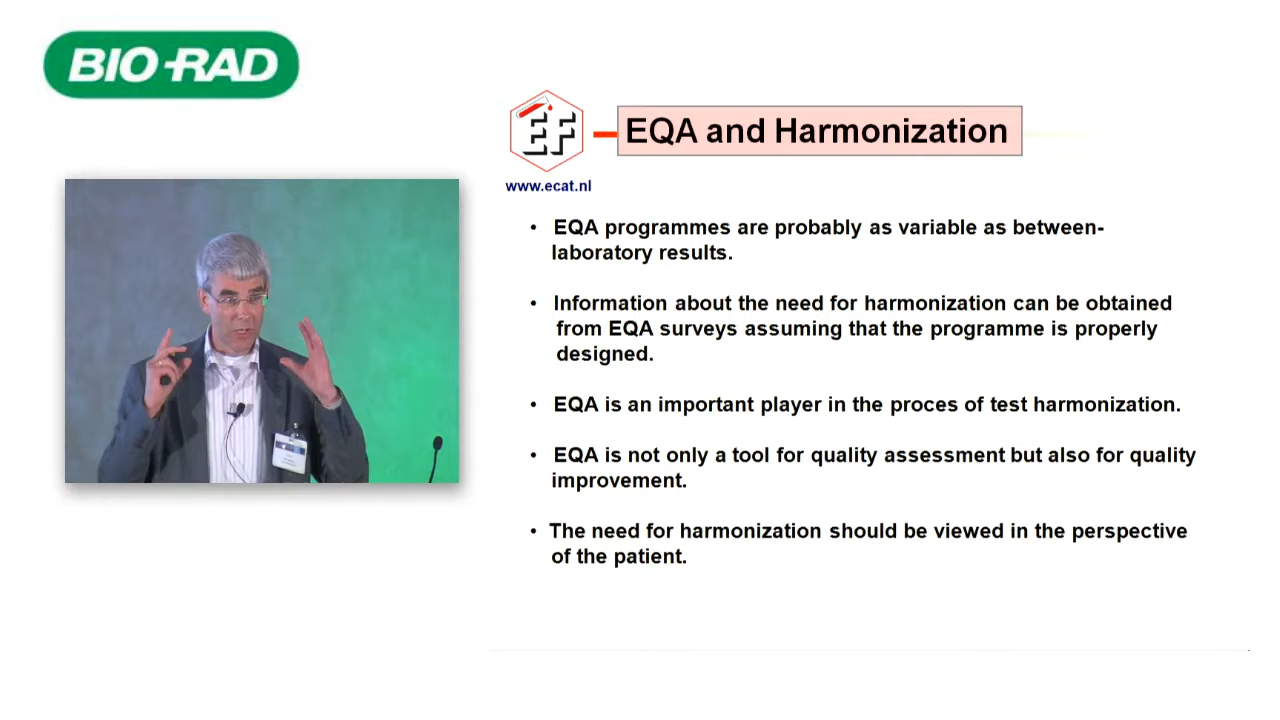 BIO-RAD
EF
EQA and Harmonization
www.ecat.nl
• EQA programmes are probably as variable as between-
laboratory results.
• Information about the need for harmonization can be obtained
from EQA surveys assuming that the programme is properly
designed.
• EQA is an important player in the proces of test harmonization.
• EQA is not only a tool for quality assessment but also for quality
improvement.
• The need for harmonization should be viewed in the perspective
of the patient.